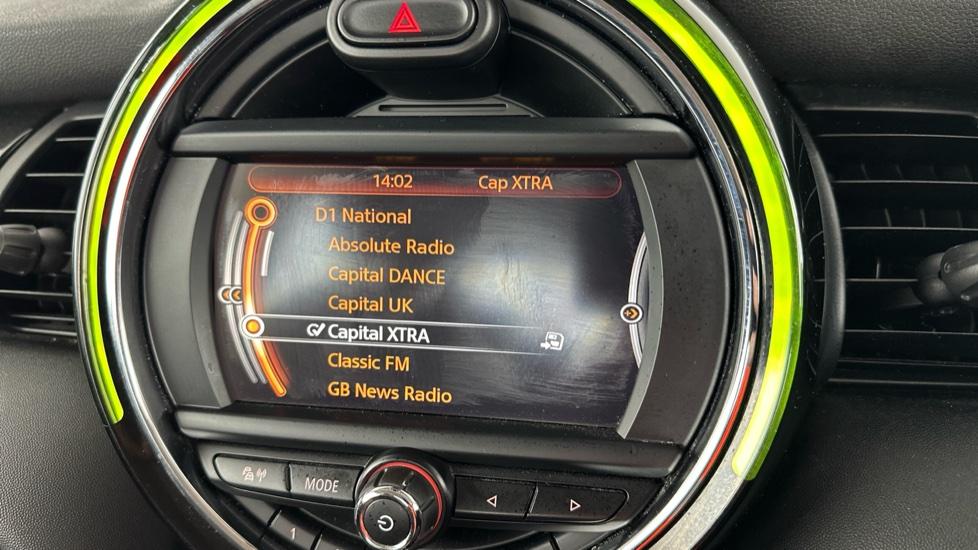 14:02 Cap XTRA
D1 National
Absolute Radio
Capital DANCE
Capital UK
Capital XTRA
Classic FM
GB News Radio
MODE
1